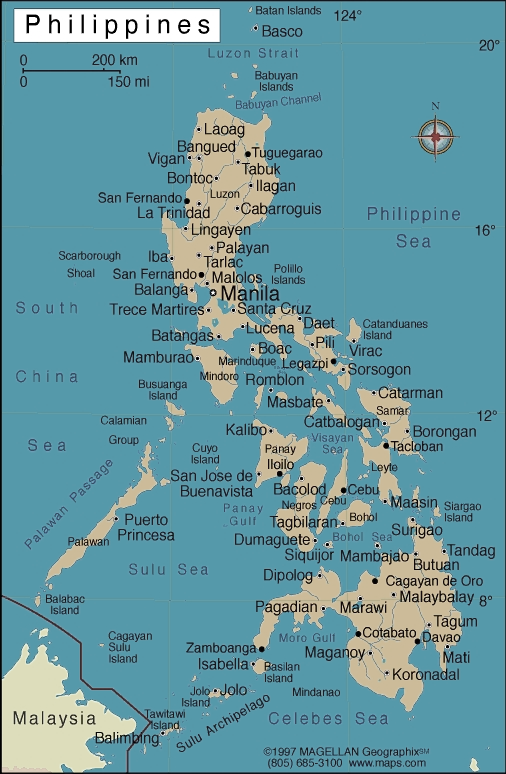 Batan Islands
124°
Philippines
Basco
20°
Luzon Strait
0 200 km
0 150 mi
Babuyan
Islands
Babuyan Channel
N
Laoag
Bangued
Vigan
Tuguegarao
Tabuk
Bontoc
Ilagan
Luzon
San Fernando
La Trinidad
Cabarroguis
Philippine
Sea
Lingayen
16°
Palayan
Scarborough
Shoal
Iba
Tarlac
San Fernando
Malolos
Polillo
Islands
Balanga
Manila
South
China
Sea
Trece Martires
Santa Cruz
Daet
Catanduanes
Island
Lucena
Batangas
Boac
Pili
Virac
Mamburao
Marinduque
Legazpi
Sorsogon
Mindoro
Romblon
Busuanga
Island
Masbate
Catarman
Samar
12°
Calamian
Group
Kalibo
Visayan
Sea
Catbalogan
Borongan
Cuyo
Island
Panay
Iloilo
Tacloban
Leyte
San Jose de
Buenavista
Bacolod
Cebu
Negros
Cebu
Maasin
Siargao
Island
Palawan Passage
Panay
Gulf
Bohol
Puerto
Princesa
Tagbilaran
Surigao
Palawan
Dumaguete
Bohol Sea
Siquijor
Mambajao
Tandag
Butuan
Sulu Sea
Dipolog
Cagayan de Oro
Balabac
Island
Pagadian
Marawi
Malaybalay
8°
Tagum
Cagayan
Sulu
Island
Moro Gulf
Cotabato
Davao
Zamboanga
Maganoy
Mati
Isabella
Basilan
Island
Koronadal
Jolo
Island
Jolo
Mindanao
Malaysia
Tawitawi
Island
Sulu Archipelago
Celebes Sea
Balimbing
©1997 MAGELLAN Geographix℠
(805) 685-3100 www.maps.com